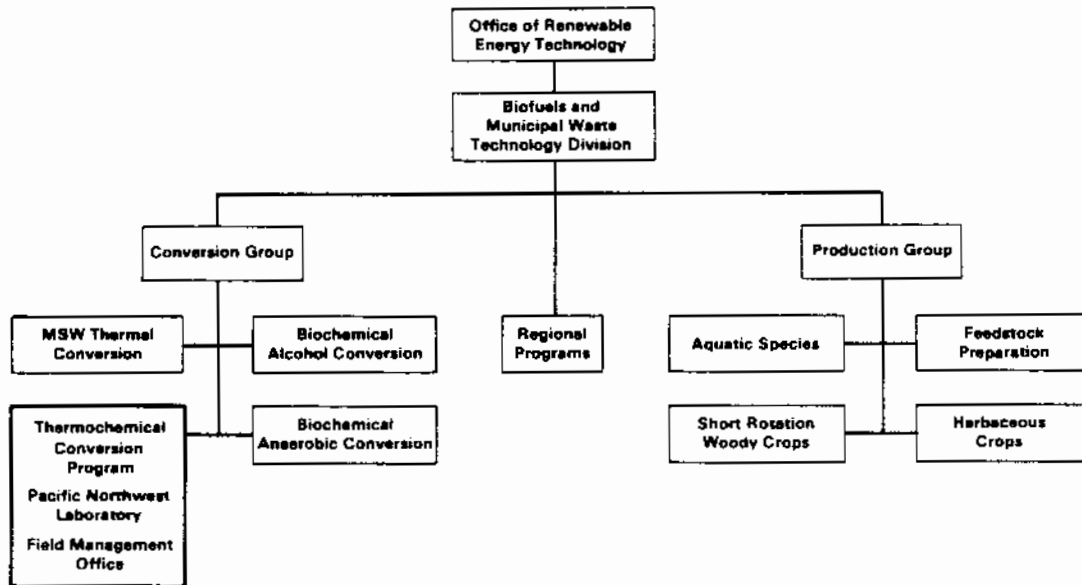 Office of Renewable
Energy Technology
Biofuels and
Municipal Waste
Technology Division
Conversion Group
Production Group
MSW Thermal
Conversion
Biochemical
Alcohol Conversion
Regional
Programs
Aquatic Species
Feedstock
Preparation
Thermochemical
Conversion
Program
Pacific Northwest
Laboratory
Field Management
Office
Biochemical
Anaerobic Conversion
Short Rotation
Woody Crops
Herbaceous
Crops